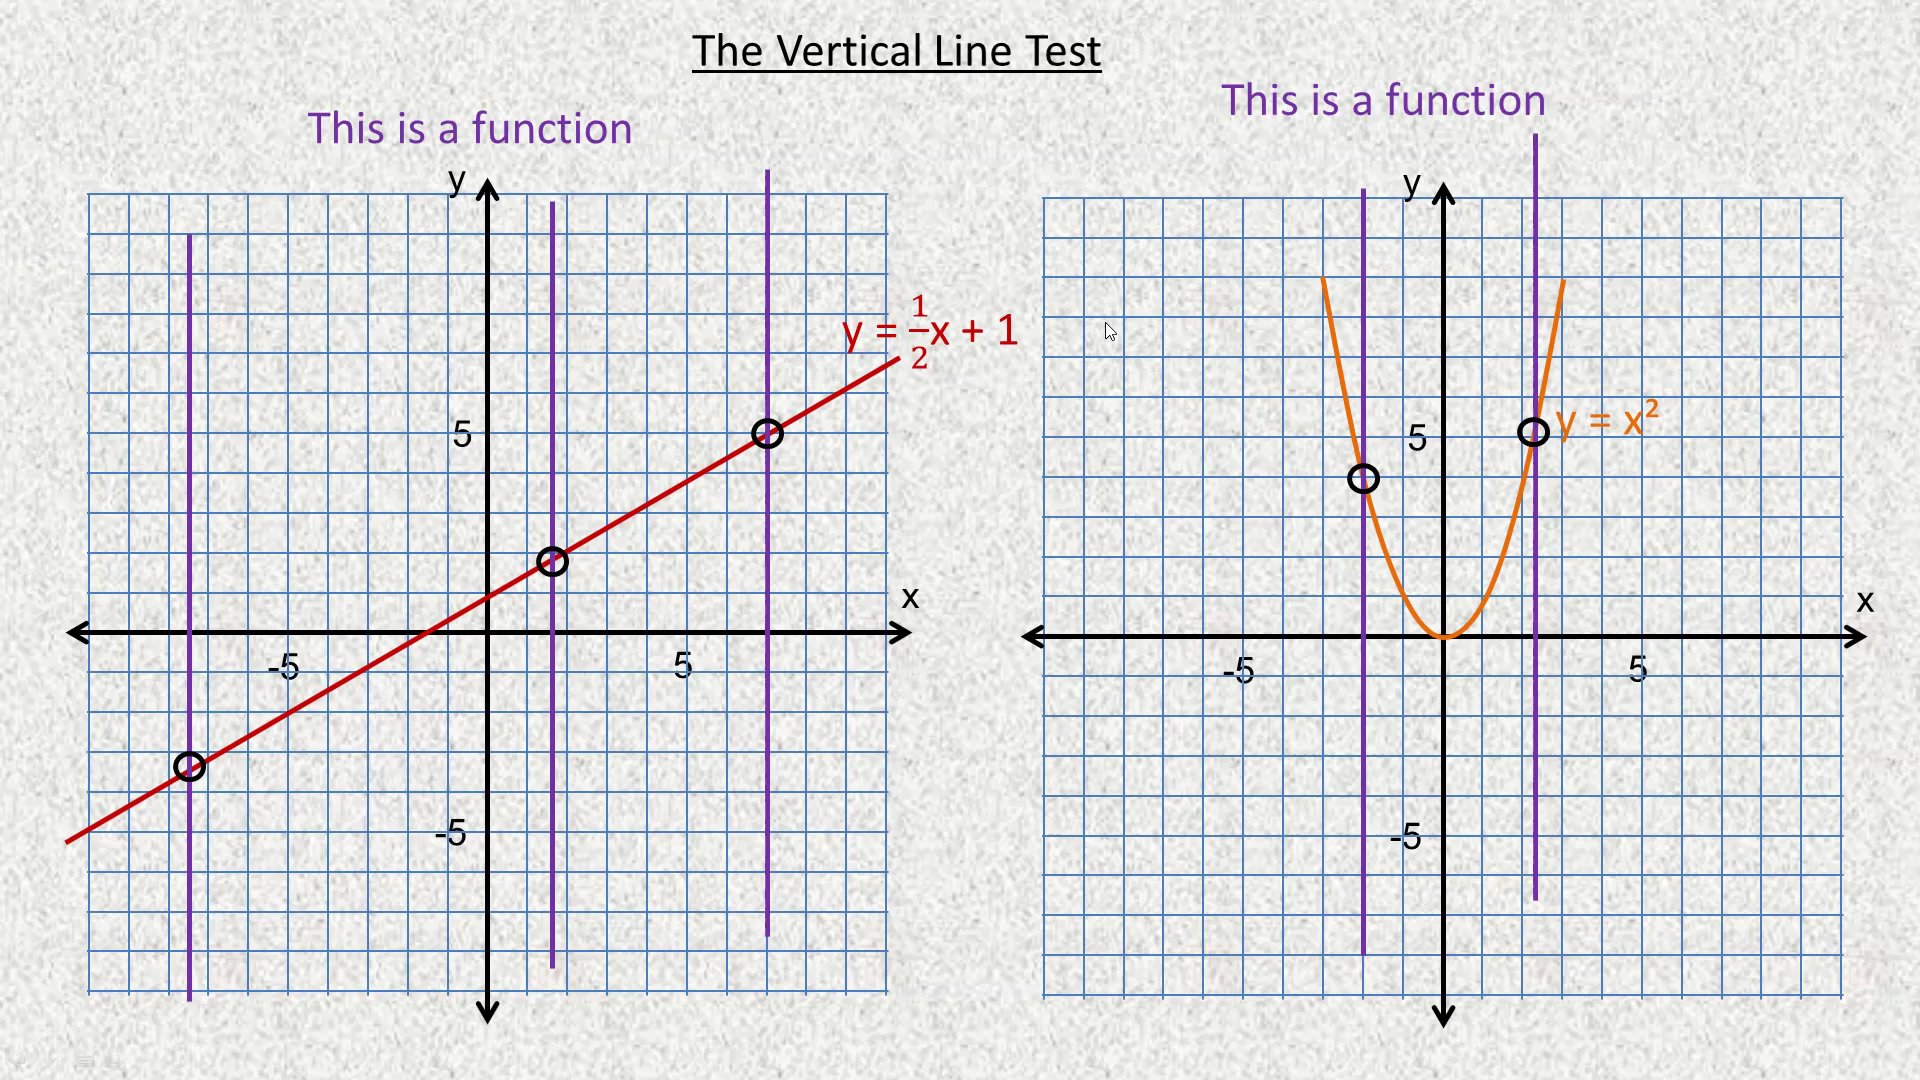 The Vertical Line Test
This is a function
y
y = 1/2 x + 1
5
x
-5
5
-5
This is a function
y
y = x²
5
x
-5
5
-5